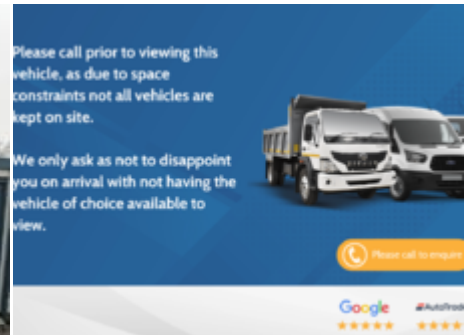 Please call prior to viewing this
vehicle, as due to space
constraints not all vehicles are
kept on site.
We only ask as not to disappoint
you on arrival with not having the
vehicle of choice available to
view.
Please call to enquire
Google
AutoTrade